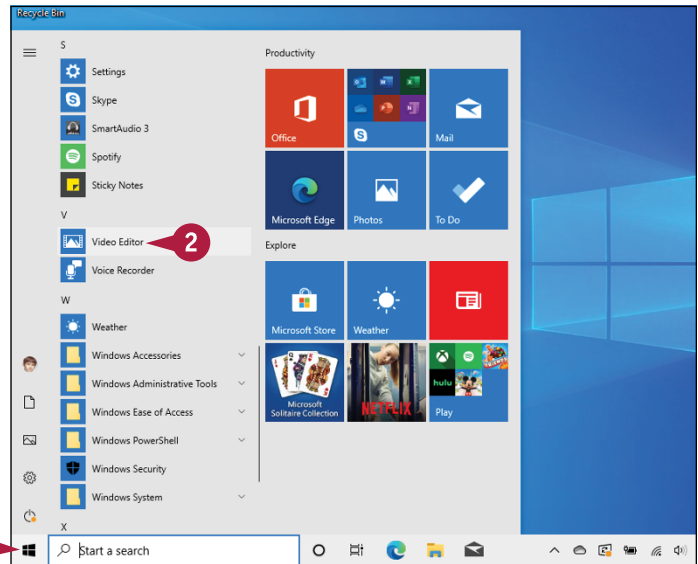 Recycle Bin
S
Settings
Skype
SmartAudio 3
Spotify
Sticky Notes
V
Video Editor
2
Voice Recorder
W
Weather
Windows Accessories
Windows Administrative Tools
Windows Ease of Access
Windows PowerShell
Windows Security
Windows System
X
Productivity
Office
Mail
Microsoft Edge
Photos
To Do
Explore
Microsoft Store
Weather
hulu
Microsoft
Solitaire Collection
NETFLIX
Play
Start a search